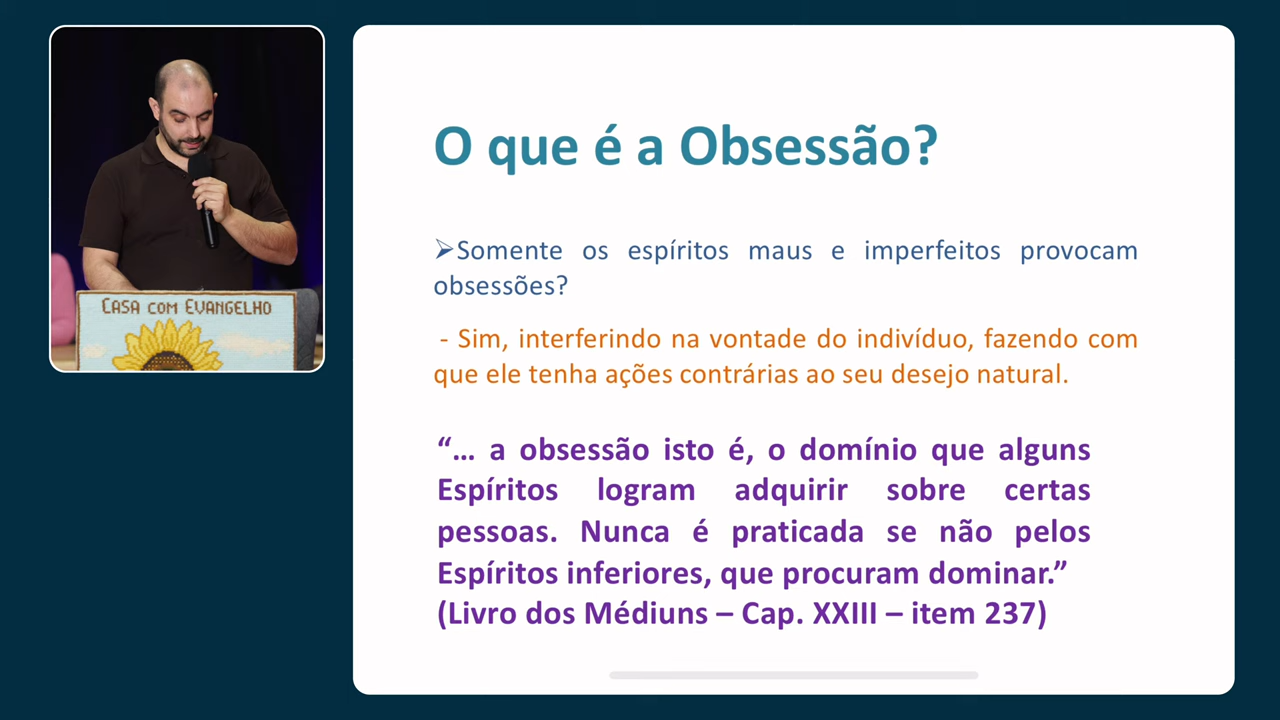 CASA COM EVANGELHO
O que é a Obsessão?
➢Somente os espíritos maus e imperfeitos provocam
obsessões?
- Sim, interferindo na vontade do indivíduo, fazendo com
que ele tenha ações contrárias ao seu desejo natural.
“... a obsessão isto é, o domínio que alguns
Espíritos logram adquirir sobre certas
pessoas. Nunca é praticada se não pelos
Espíritos inferiores, que procuram dominar.”
(Livro dos Médiuns – Cap. XXIII – item 237)